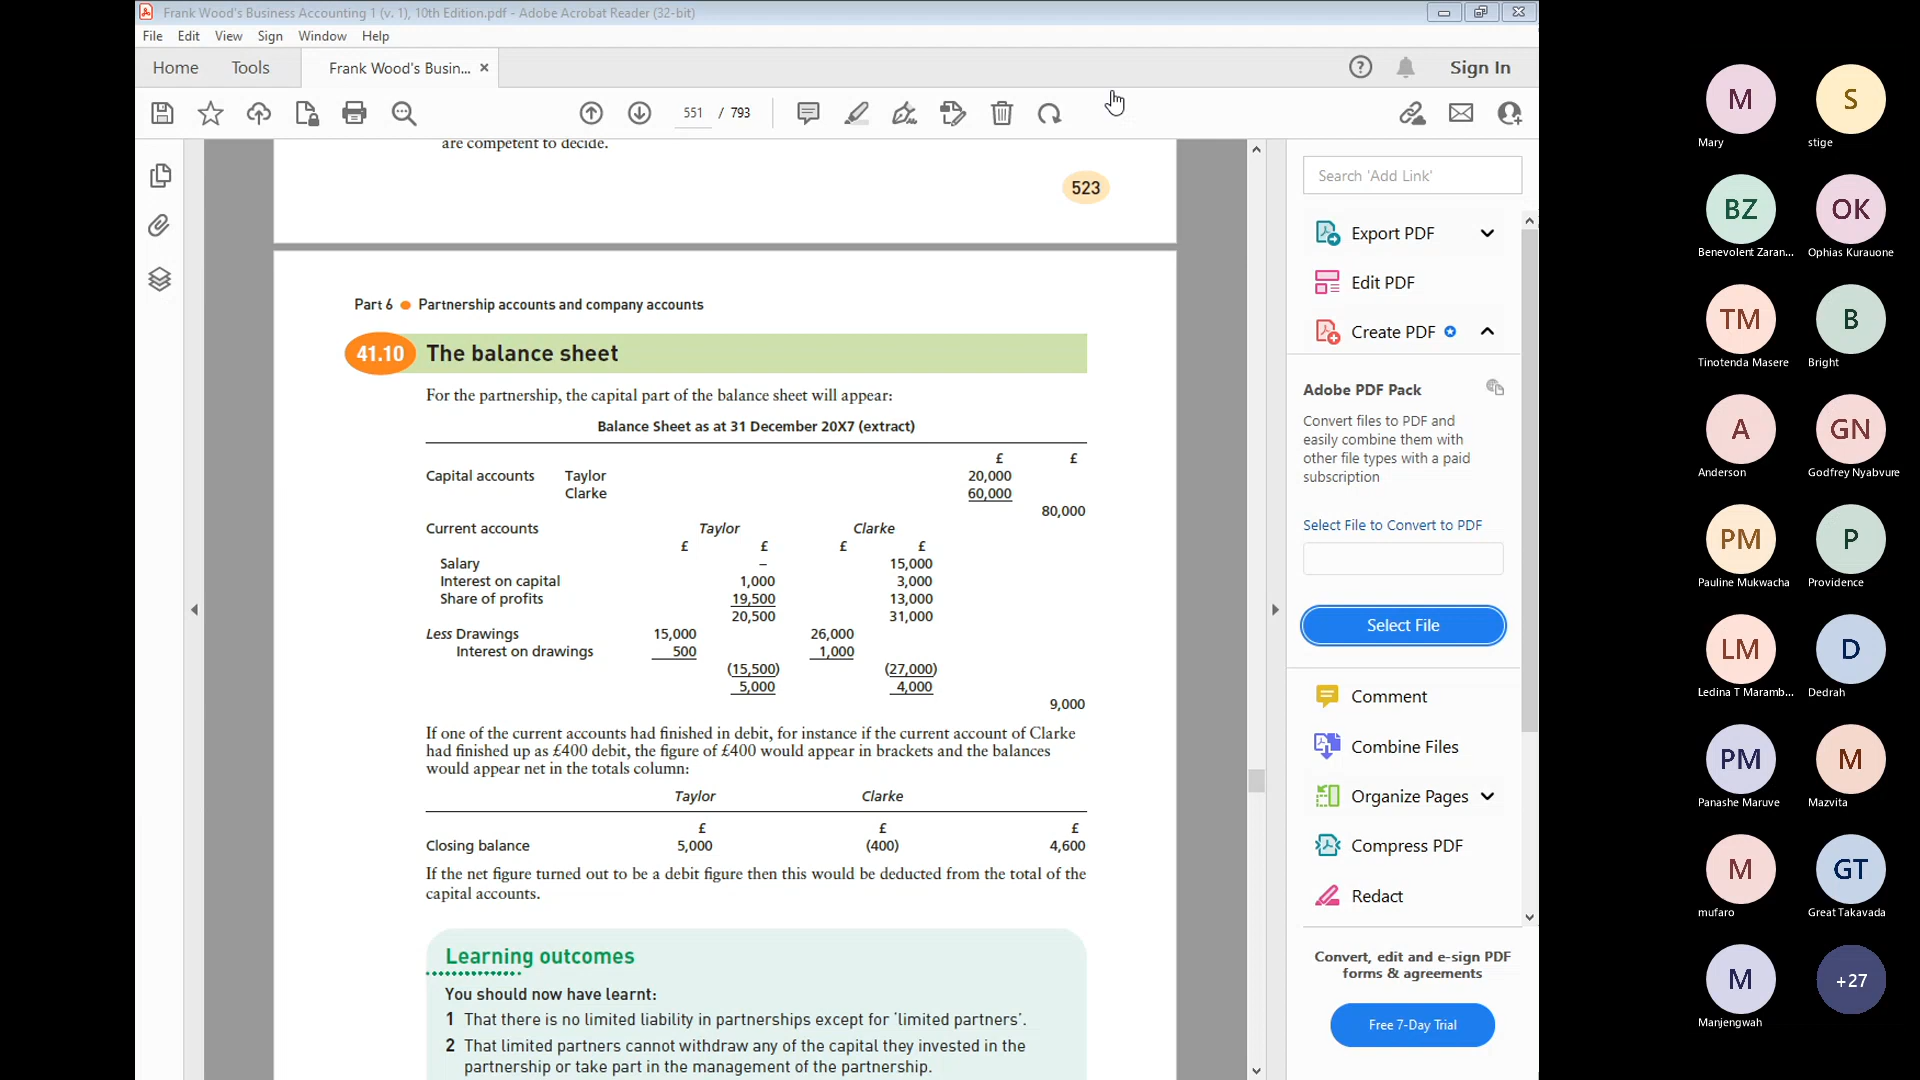 Frank Wood's Business Accounting 1 (v. 1), 10th Edition.pdf - Adobe Acrobat Reader (32-bit)
File Edit View Sign Window Help
Home Tools Frank Wood's Busin... × Sign In
551 / 793
are competent to decide.
523
Part 6 ● Partnership accounts and company accounts
41.10 The balance sheet
For the partnership, the capital part of the balance sheet will appear:
Balance Sheet as at 31 December 20X7 (extract)
£ £
Capital accounts Taylor 20,000
Clarke 60,000
80,000
Current accounts Taylor Clarke
£ £ £ £
Salary – 15,000
Interest on capital 1,000 3,000
Share of profits 19,500 13,000
20,500 31,000
Less Drawings 15,000 26,000
Interest on drawings 500 1,000
(15,500) (27,000)
5,000 4,000
9,000
If one of the current accounts had finished in debit, for instance if the current account of Clarke
had finished up as £400 debit, the figure of £400 would appear in brackets and the balances
would appear net in the totals column:
Taylor Clarke
£ £ £
Closing balance 5,000 (400) 4,600
If the net figure turned out to be a debit figure then this would be deducted from the total of the
capital accounts.
Learning outcomes
You should now have learnt:
1 That there is no limited liability in partnerships except for 'limited partners'.
2 That limited partners cannot withdraw any of the capital they invested in the
partnership or take part in the management of the partnership.
Search 'Add Link'
Export PDF
Edit PDF
Create PDF
Adobe PDF Pack
Convert files to PDF and
easily combine them with
other file types with a paid
subscription
Select File to Convert to PDF
Select File
Comment
Combine Files
Organize Pages
Compress PDF
Redact
Convert, edit and e-sign PDF
forms & agreements
Free 7-Day Trial
M S
Mary stige
BZ OK
Benevolent Zaran... Ophias Kurauone
TM B
Tinotenda Masere Bright
A GN
Anderson Godfrey Nyabvure
PM P
Pauline Mukwacha Providence
LM D
Ledina T Maramb... Dedrah
PM M
Panashe Maruve Mazvita
M GT
mufaro Great Takavada
M +27
Manjengwah